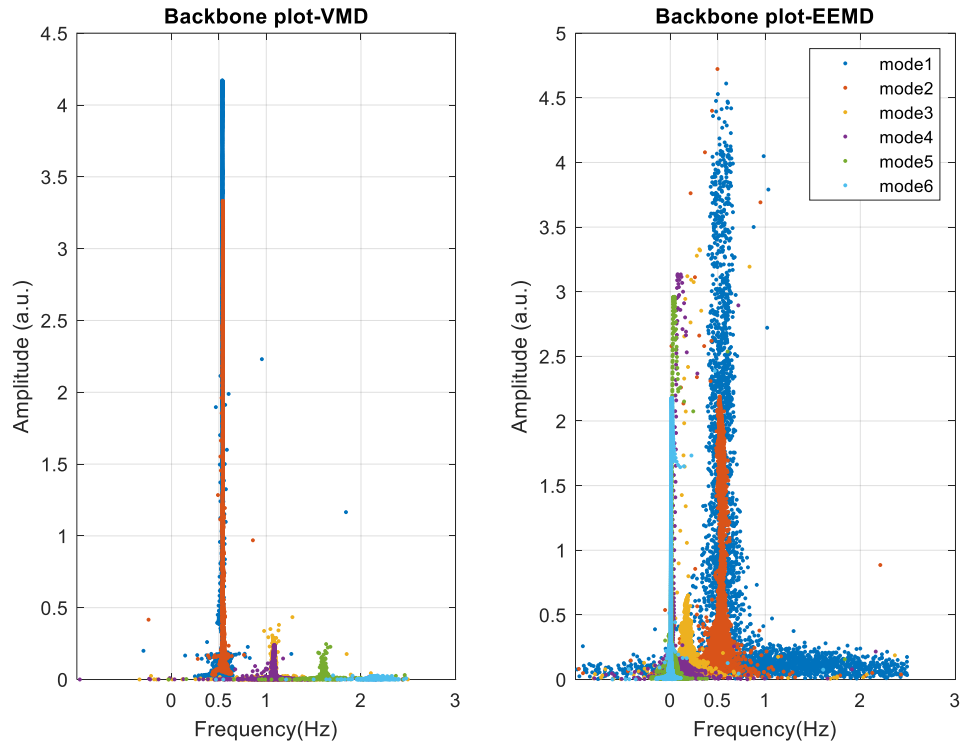 Backbone plot-VMD
4.5
4
3.5
3
2.5
2
1.5
1
0.5
0
Amplitude (a.u.)
0 0.5 1 2 3
Frequency(Hz)
Backbone plot-EEMD
5
4.5
4
3.5
3
2.5
2
1.5
1
0.5
0
Amplitude (a.u.)
0 0.5 1 2 3
Frequency(Hz)
mode1
mode2
mode3
mode4
mode5
mode6